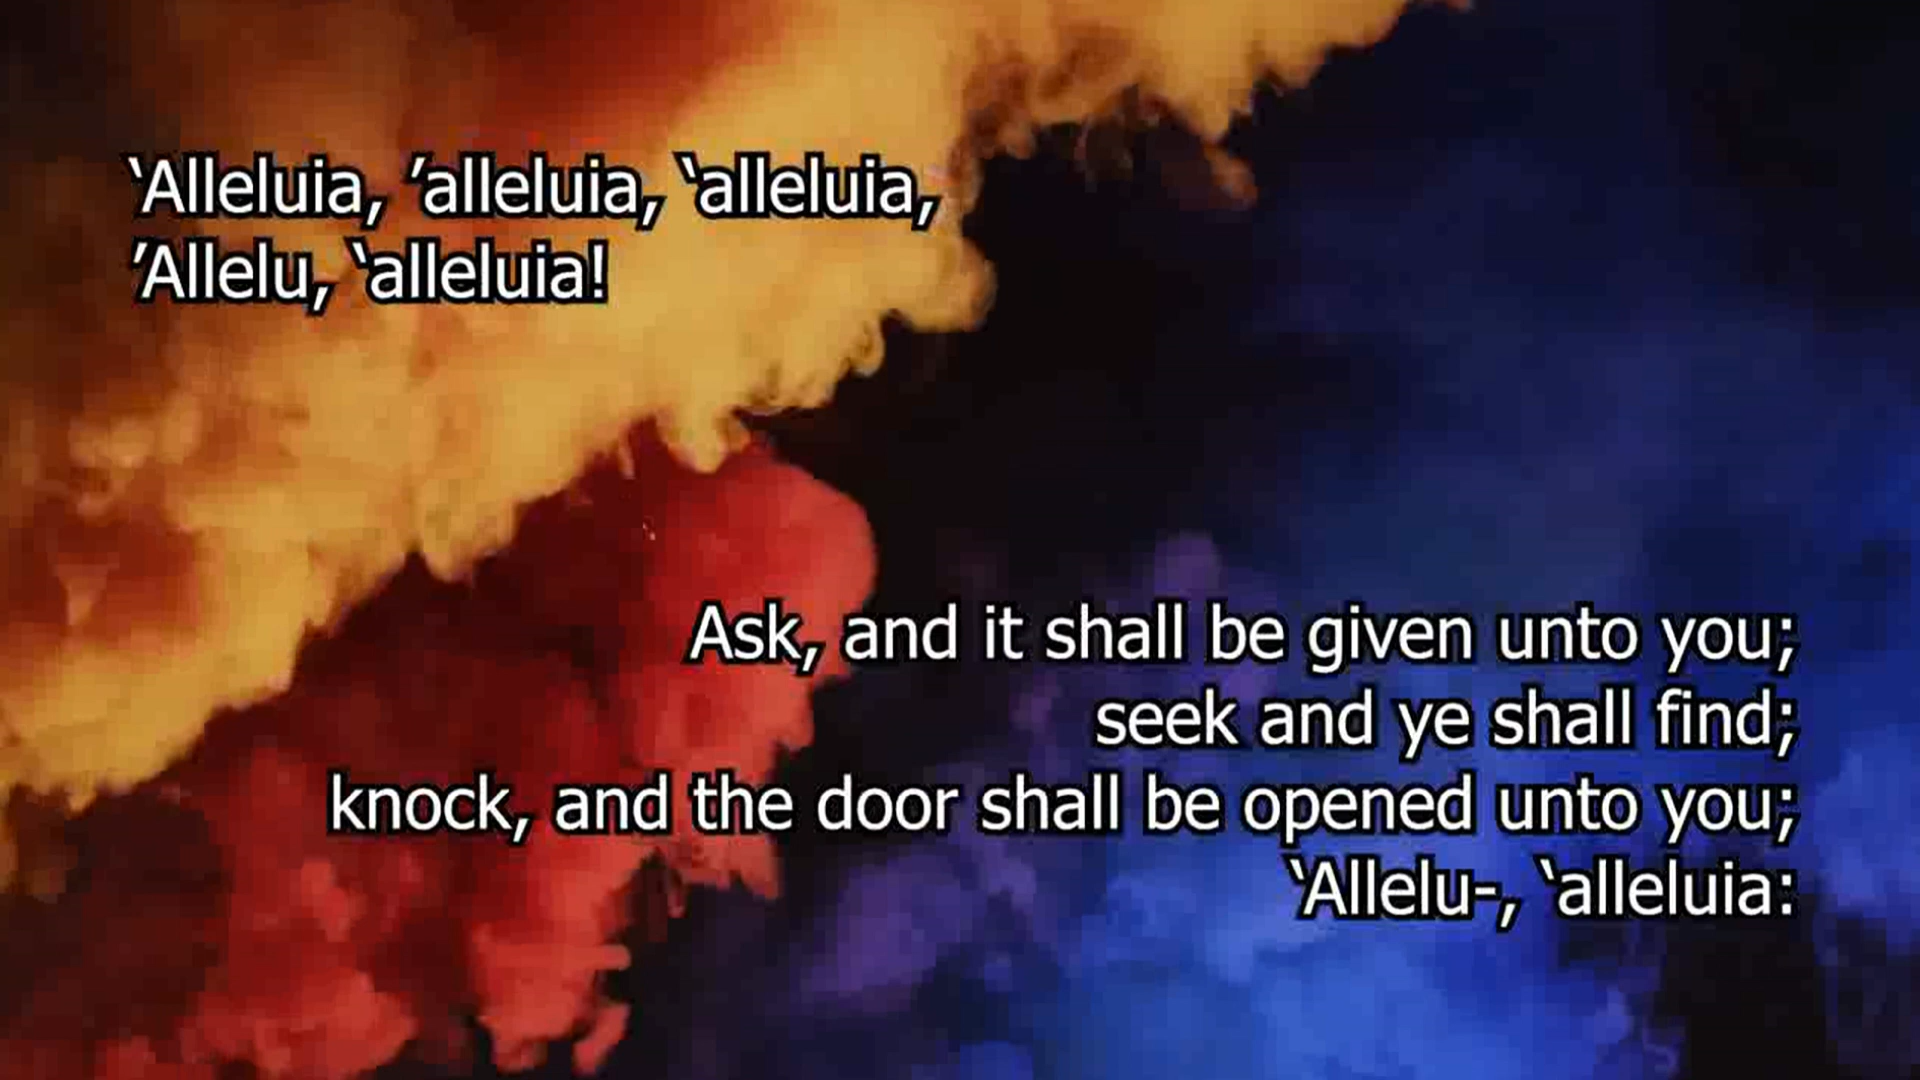 ‘Alleluia, ’alleluia, ‘alleluia,
’Allelu, ‘alleluia!
Ask, and it shall be given unto you;
seek and ye shall find;
knock, and the door shall be opened unto you;
‘Allelu-, ‘alleluia: